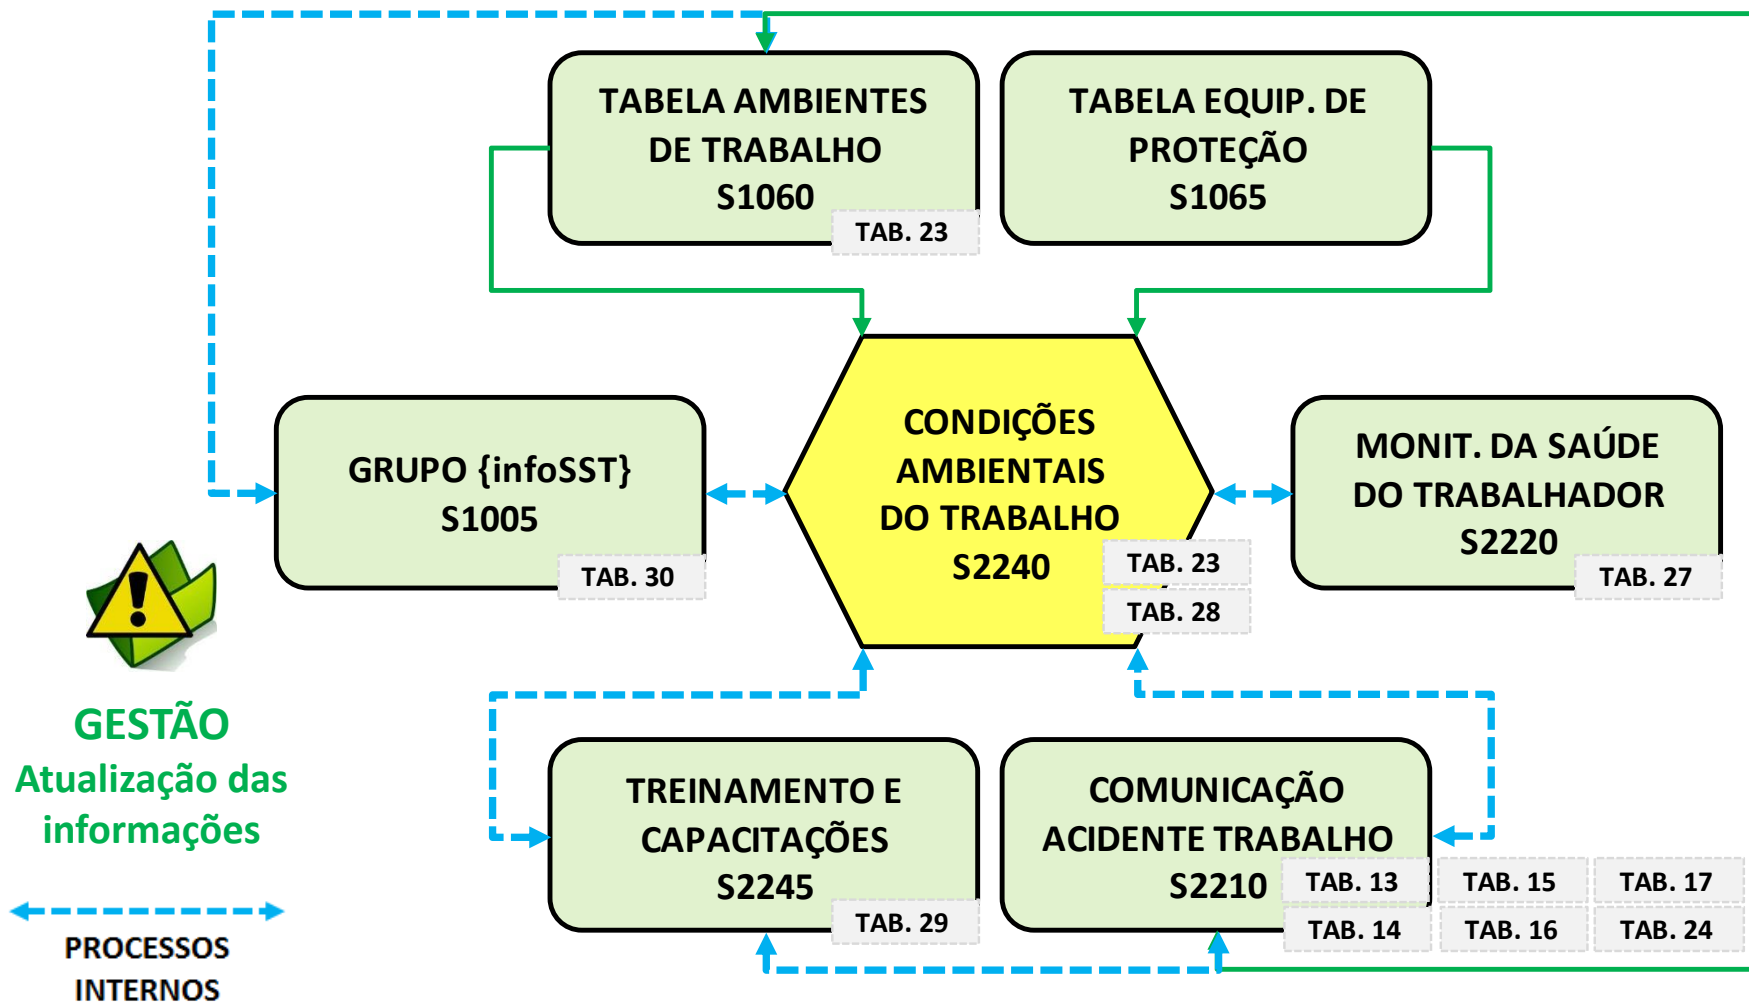 TABELA AMBIENTES
DE TRABALHO
S1060
TAB. 23
TABELA EQUIP. DE
PROTEÇÃO
S1065
GRUPO {infoSST}
S1005
TAB. 30
CONDIÇÕES
AMBIENTAIS
DO TRABALHO
S2240
TAB. 23
TAB. 28
MONIT. DA SAÚDE
DO TRABALHADOR
S2220
TAB. 27
GESTÃO
Atualização das
informações
PROCESSOS
INTERNOS
TREINAMENTO E
CAPACITAÇÕES
S2245
TAB. 29
COMUNICAÇÃO
ACIDENTE TRABALHO
S2210
TAB. 13
TAB. 15
TAB. 17
TAB. 14
TAB. 16
TAB. 24